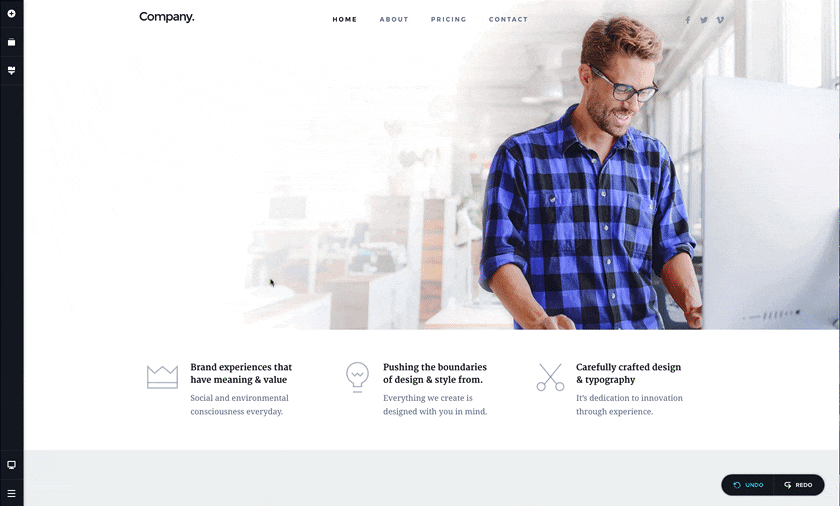 Company.
HOME ABOUT PRICING CONTACT
Brand experiences that
have meaning & value
Social and environmental
consciousness everyday.
Pushing the boundaries
of design & style from.
Everything we create is
designed with you in mind.
Carefully crafted design
& typography
It's dedication to innovation
through experience.
UNDO REDO